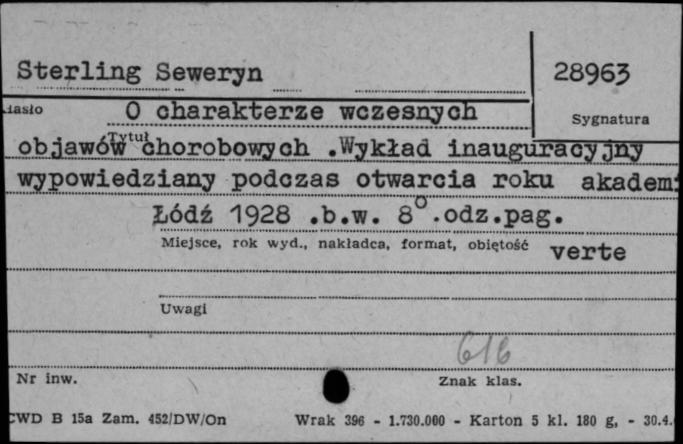 Sterling Seweryn
28963
Hasło
O charakterze wczesnych
Sygnatura
Tytuł
objawów chorobowych .Wykład inauguracyjny
wypowiedziany podczas otwarcia roku akademi
Łódź 1928 .b.w. 8°.odz.pag.
Miejsce, rok wyd., nakładca, format, objętość
verte
Uwagi
616
Nr inw.
Znak klas.
CWD B 15a Zam. 452/DW/On
Wrak 396 - 1.730.000 - Karton 5 kl. 180 g, - 30.4.